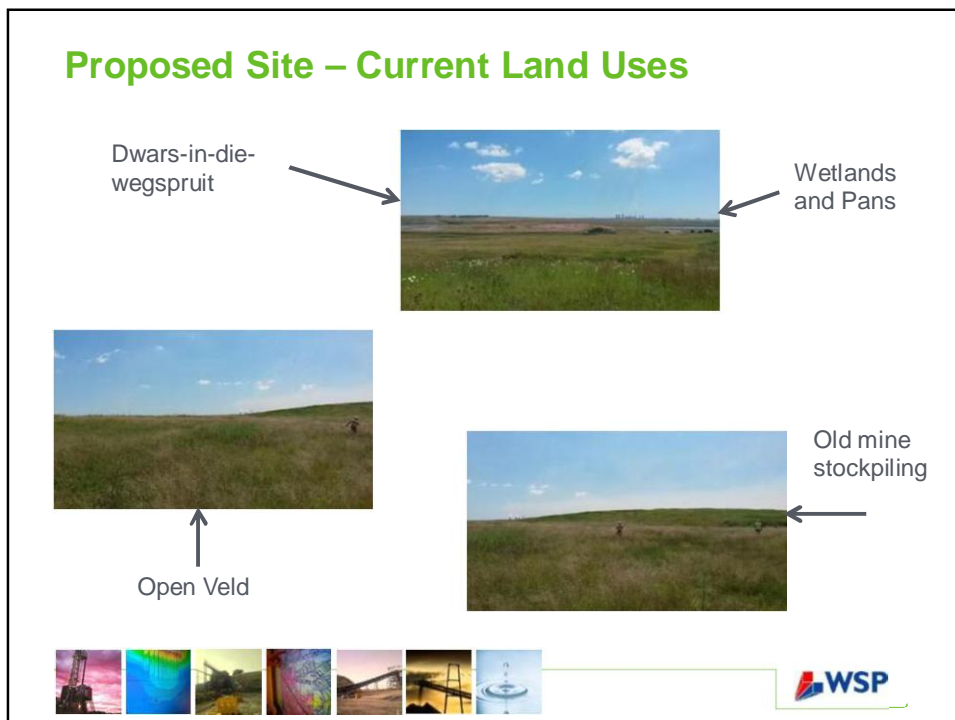 Proposed Site – Current Land Uses
Dwars-in-die-
wegspruit
Wetlands
and Pans
Old mine
stockpiling
Open Veld
WSP